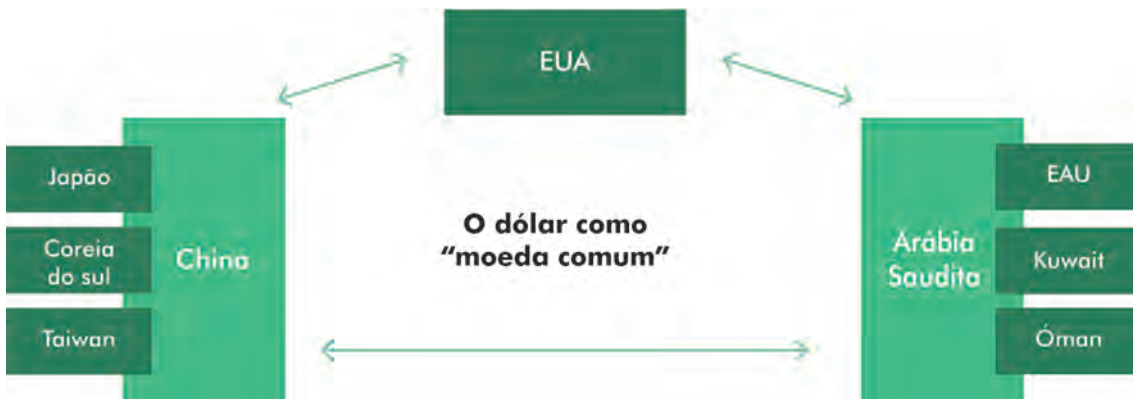 EUA
Japão
Coreia
do sul
Taiwan
China
O dólar como
“moeda comum”
Arábia
Saudita
EAU
Kuwait
Óman